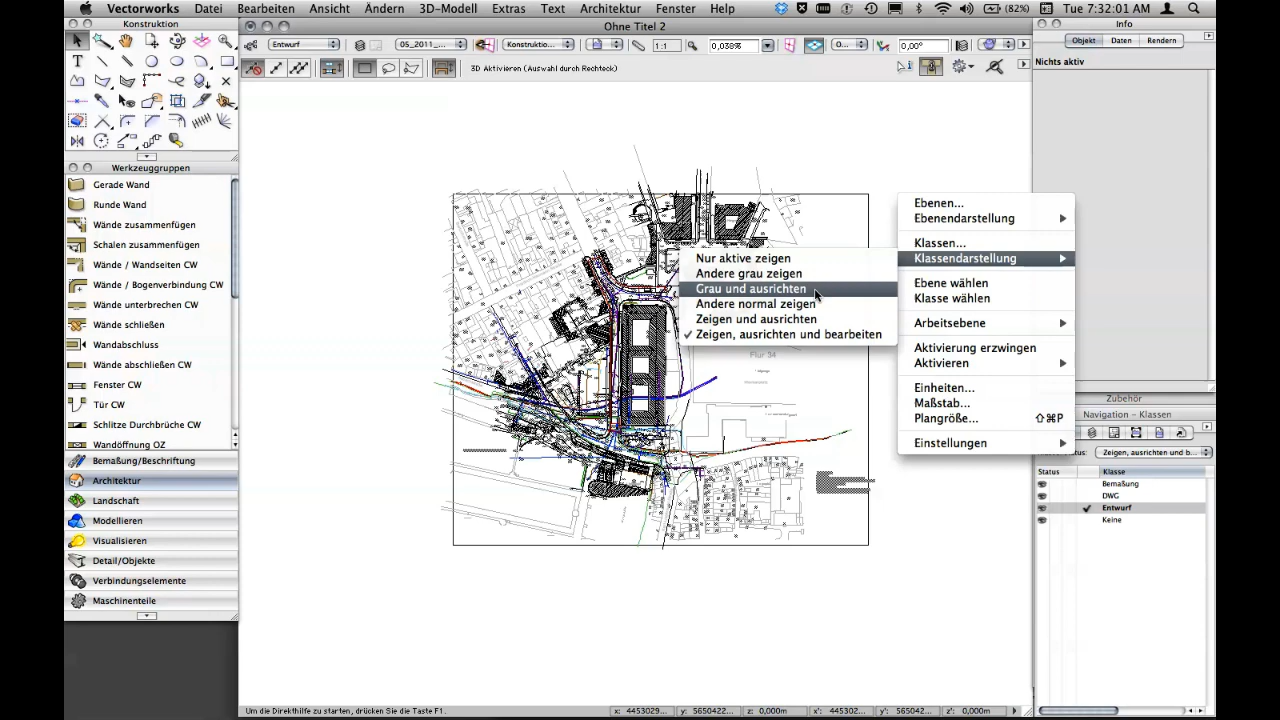 Vectorworks Datei Bearbeiten Ansicht Ändern 3D-Modell Extras Text Architektur Fenster Help (82%) Tue 7:32:01 AM
Konstruktion
Ohne Titel 2
Info
Entwurf 05_2011_... Konstruktio... 1:1 0,038% O... 0,00°
Objekt Daten Rendern
3D Aktivieren (Auswahl durch Rechteck)
Nichts aktiv
Werkzeuggruppen
Gerade Wand
Runde Wand
Wände zusammenfügen
Schalen zusammenfügen
Wände / Wandseiten CW
Wände / Bogenverbindung CW
Wände unterbrechen CW
Wände schließen
Wandabschluss
Wände abschließen CW
Fenster CW
Tür CW
Schlitze Durchbrüche CW
Wandöffnung OZ
Bemaßung/Beschriftung
Architektur
Landschaft
Modellieren
Visualisieren
Detail/Objekte
Verbindungselemente
Maschinenteile
Nur aktive zeigen
Andere grau zeigen
Grau und ausrichten
Andere normal zeigen
Zeigen und ausrichten
Zeigen, ausrichten und bearbeiten
Flur 34
Ebenen...
Ebenendarstellung
Klassen...
Klassendarstellung
Ebene wählen
Klasse wählen
Arbeitsebene
Aktivierung erzwingen
Aktivieren
Einheiten...
Maßstab...
Plangröße... ⇧⌘P
Einstellungen
Zubehör
Navigation - Klassen
Zeigen, ausrichten und b...
Status Klasse
Bemaßung
DWG
Entwurf
Keine
Um die Direkthilfe zu starten, drücken Sie die Taste F1.
x: 4453029... y: 5650422... z: 0,000m x': 445302... y': 565042... z': 0,000m